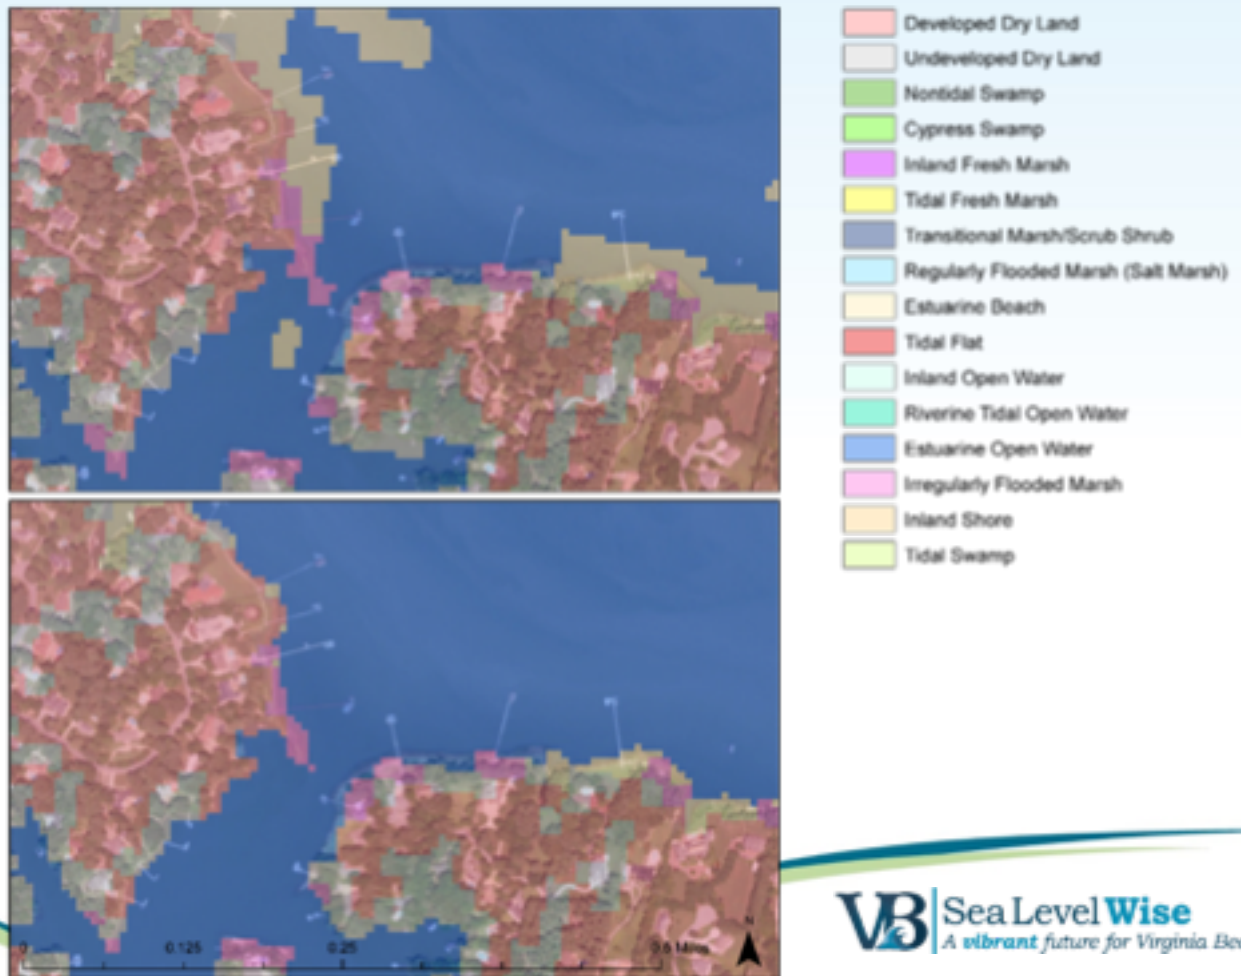 Developed Dry Land
Undeveloped Dry Land
Nontidal Swamp
Cypress Swamp
Inland Fresh Marsh
Tidal Fresh Marsh
Transitional Marsh/Scrub Shrub
Regularly Flooded Marsh (Salt Marsh)
Estuarine Beach
Tidal Flat
Inland Open Water
Riverine Tidal Open Water
Estuarine Open Water
Irregularly Flooded Marsh
Inland Shore
Tidal Swamp
0 0.125 0.25 0.5 Miles
N
VB Sea Level Wise
A vibrant future for Virginia Bea